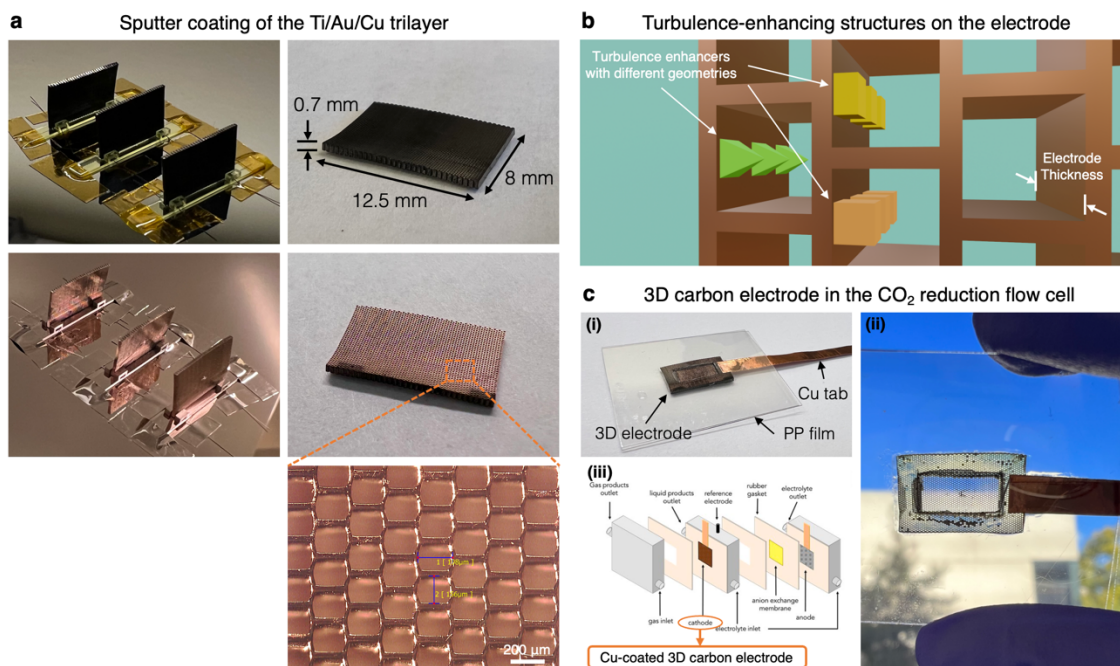 a
Sputter coating of the Ti/Au/Cu trilayer
0.7 mm
12.5 mm
8 mm
200 µm
b
Turbulence-enhancing structures on the electrode
Turbulence enhancers
with different geometries
Electrode
Thickness
c
3D carbon electrode in the CO₂ reduction flow cell
(i)
Cu tab
3D electrode
PP film
(ii)
(iii)
Gas products
outlet
liquid products
outlet
reference
electrode
rubber
gasket
electrolyte
outlet
gas inlet
cathode
electrolyte inlet
anion exchange
membrane
anode
Cu-coated 3D carbon electrode